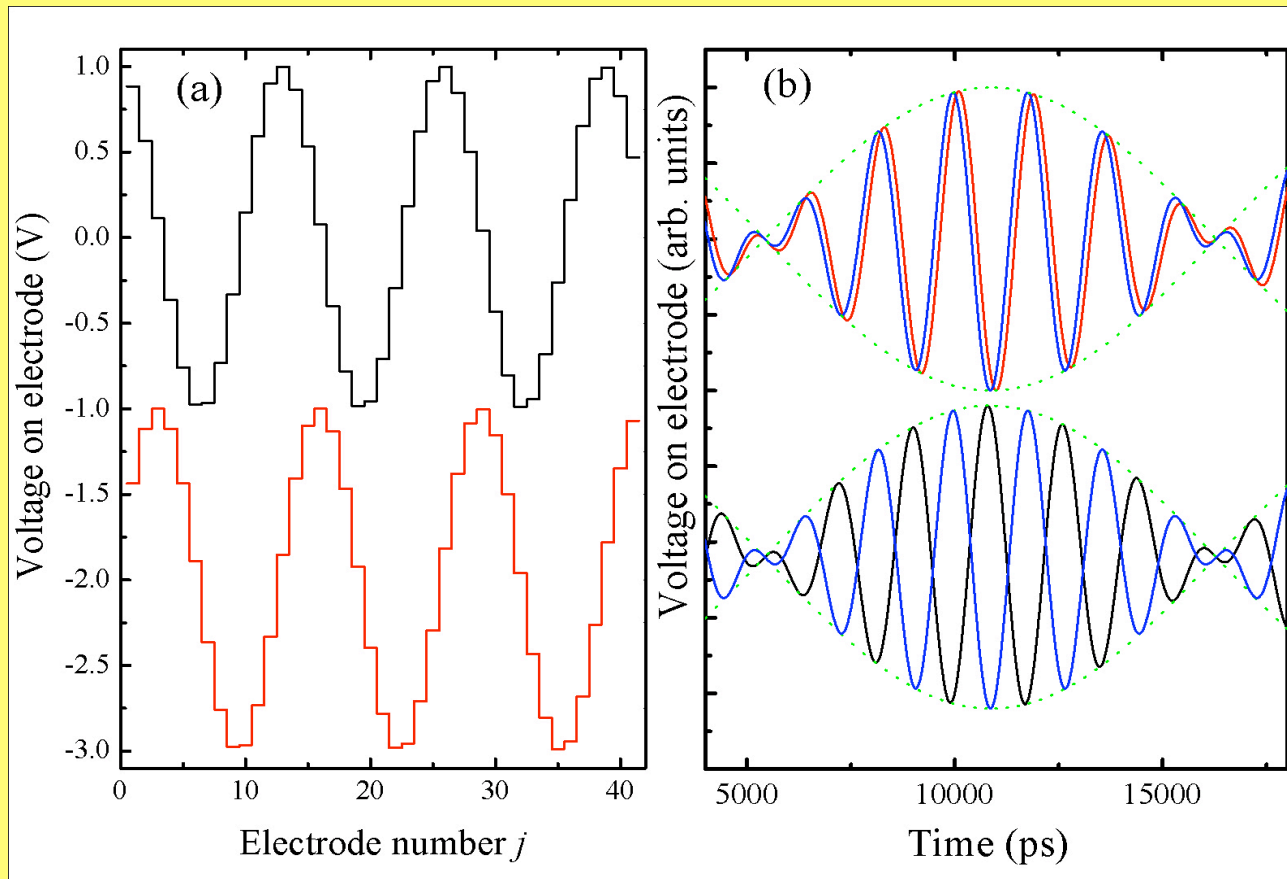 (a)
Voltage on electrode (V)
1.0
0.5
0.0
-0.5
-1.0
-1.5
-2.0
-2.5
-3.0
0 10 20 30 40
Electrode number j
(b)
Voltage on electrode (arb. units)
5000 10000 15000
Time (ps)